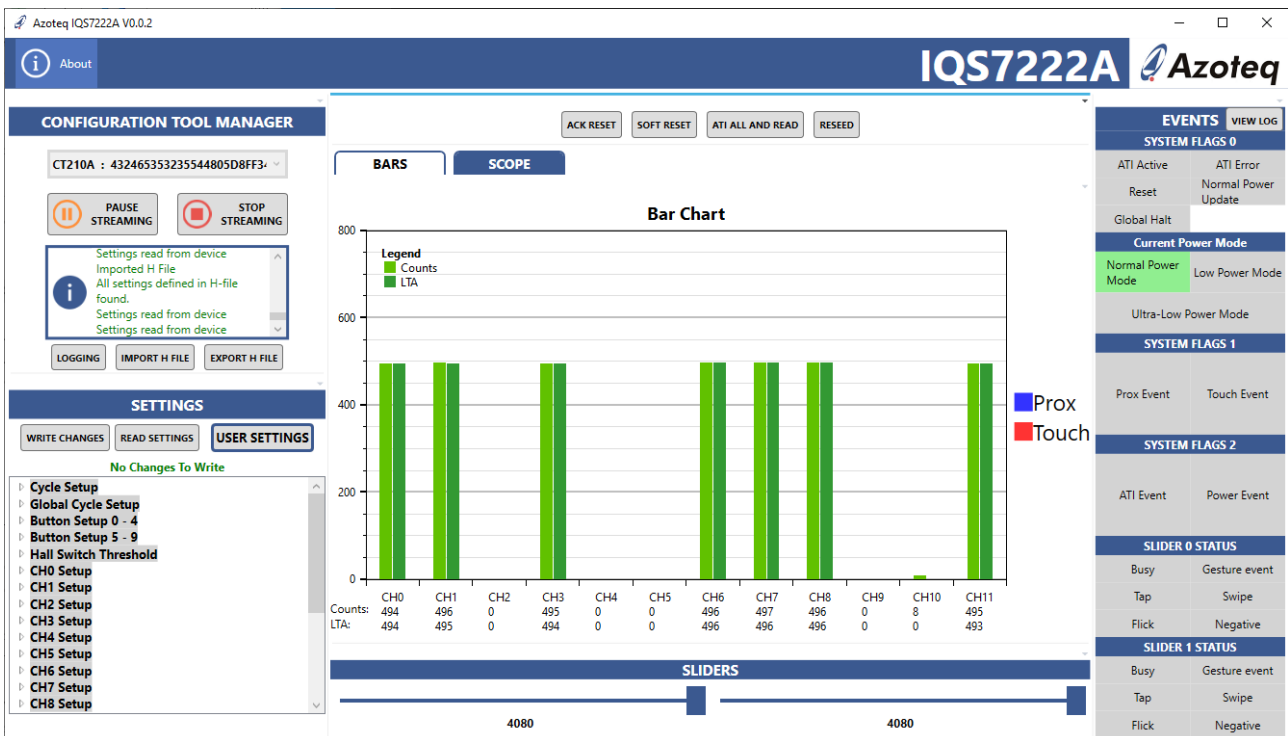 Azoteq IQS7222A V0.0.2
About
IQS7222A
Azoteq
CONFIGURATION TOOL MANAGER
CT210A : 432465353235544805D8FF34
PAUSE
STREAMING
STOP
STREAMING
Settings read from device
Imported H File
All settings defined in H-file
found.
Settings read from device
Settings read from device
LOGGING
IMPORT H FILE
EXPORT H FILE
SETTINGS
WRITE CHANGES
READ SETTINGS
USER SETTINGS
No Changes To Write
Cycle Setup
Global Cycle Setup
Button Setup 0 - 4
Button Setup 5 - 9
Hall Switch Threshold
CH0 Setup
CH1 Setup
CH2 Setup
CH3 Setup
CH4 Setup
CH5 Setup
CH6 Setup
CH7 Setup
CH8 Setup
ACK RESET
SOFT RESET
ATI ALL AND READ
RESEED
BARS
SCOPE
Bar Chart
Legend
Counts
LTA
800
600
400
200
0
CH0 CH1 CH2 CH3 CH4 CH5 CH6 CH7 CH8 CH9 CH10 CH11
Counts: 494 496 0 495 0 0 496 497 496 0 8 495
LTA: 494 495 0 494 0 0 496 496 496 0 0 493
Prox
Touch
SLIDERS
4080
4080
EVENTS
VIEW LOG
SYSTEM FLAGS 0
ATI Active
ATI Error
Reset
Normal Power
Update
Global Halt
Current Power Mode
Normal Power
Mode
Low Power Mode
Ultra-Low Power Mode
SYSTEM FLAGS 1
Prox Event
Touch Event
SYSTEM FLAGS 2
ATI Event
Power Event
SLIDER 0 STATUS
Busy
Gesture event
Tap
Swipe
Flick
Negative
SLIDER 1 STATUS
Busy
Gesture event
Tap
Swipe
Flick
Negative